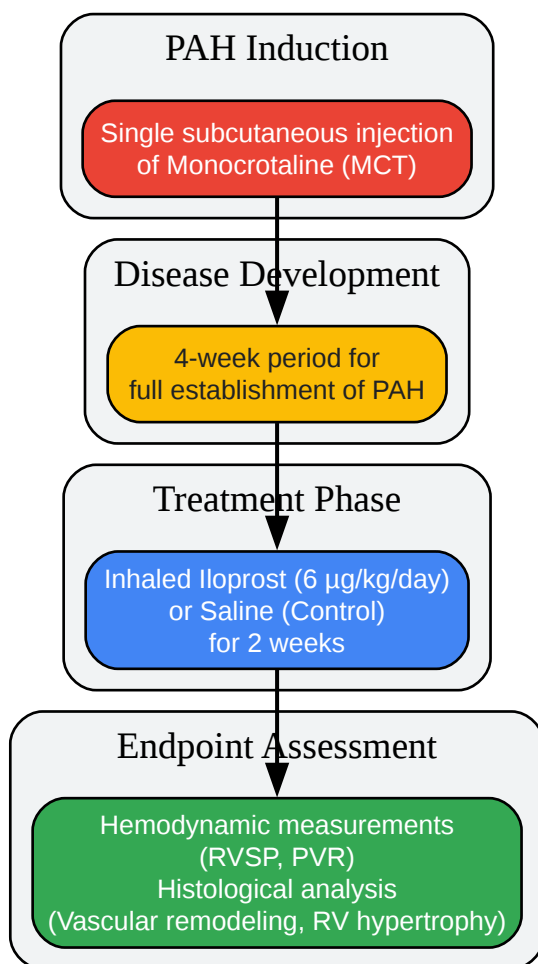 PAH Induction
Single subcutaneous injection
of Monocrotaline (MCT)
Disease Development
4-week period for
full establishment of PAH
Treatment Phase
Inhaled Iloprost (6 µg/kg/day)
or Saline (Control)
for 2 weeks
Endpoint Assessment
Hemodynamic measurements
(RVSP, PVR)
Histological analysis
(Vascular remodeling, RV hypertrophy)